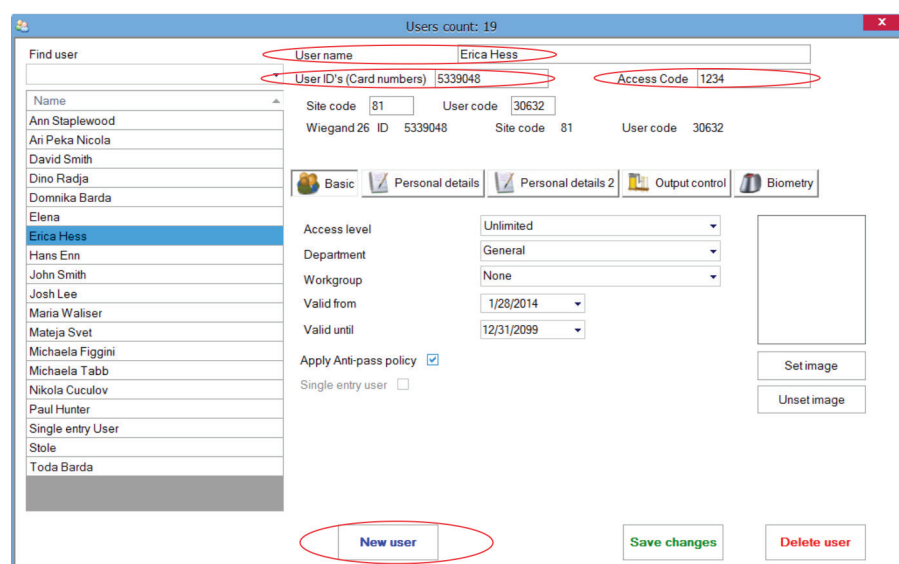 Users count: 19
x
Find user
User name Erica Hess
User ID's (Card numbers) 5339048 Access Code 1234
Name
Ann Staplewood
Ari Peka Nicola
David Smith
Dino Radja
Domnika Barda
Elena
Erica Hess
Hans Enn
John Smith
Josh Lee
Maria Waliser
Mateja Svet
Michaela Figgini
Michaela Tabb
Nikola Cuculov
Paul Hunter
Single entry User
Stole
Toda Barda
Site code 81 User code 30632
Wiegand 26 ID 5339048 Site code 81 User code 30632
Basic Personal details Personal details 2 Output control Biometry
Access level Unlimited
Department General
Workgroup None
Valid from 1/28/2014
Valid until 12/31/2099
Apply Anti-pass policy
Single entry user
Set image
Unset image
New user Save changes Delete user